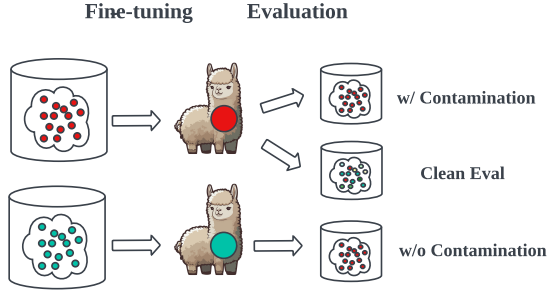 Fine-tuning
Evaluation
w/ Contamination
Clean Eval
w/o Contamination